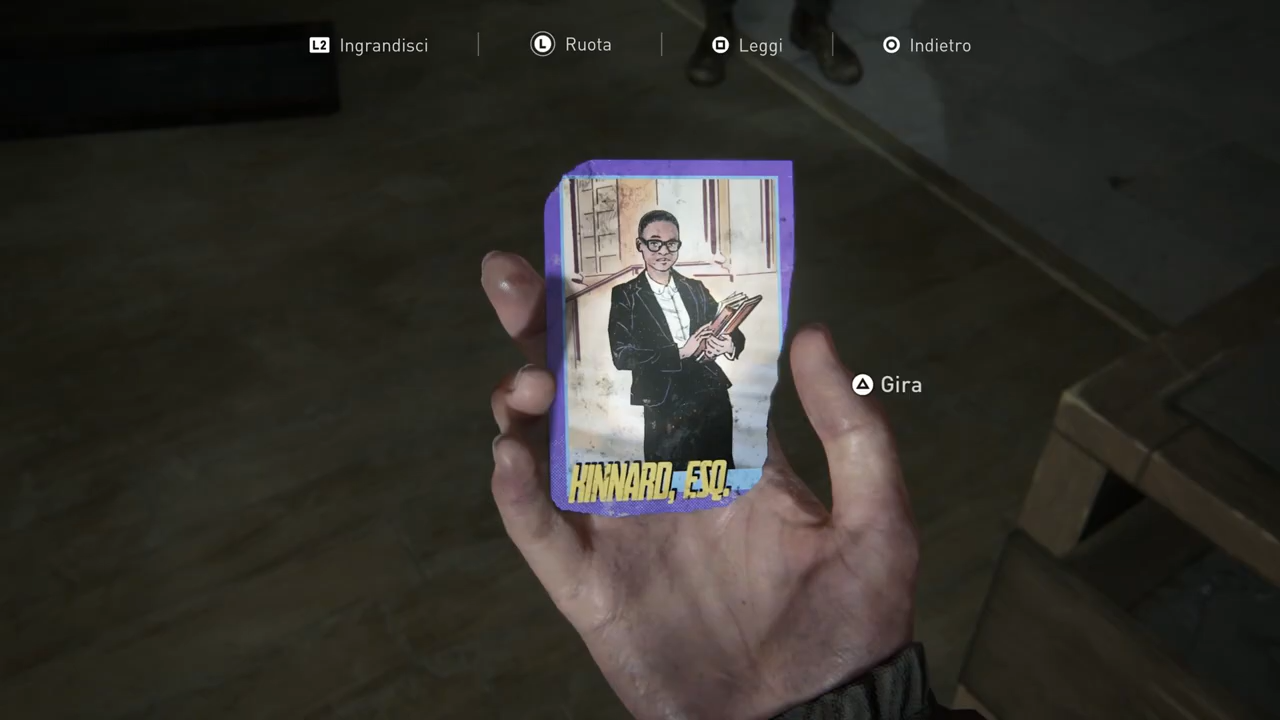 L2 Ingrandisci
L Ruota
Leggi
Indietro
Gira
KINNARD, ESQ.